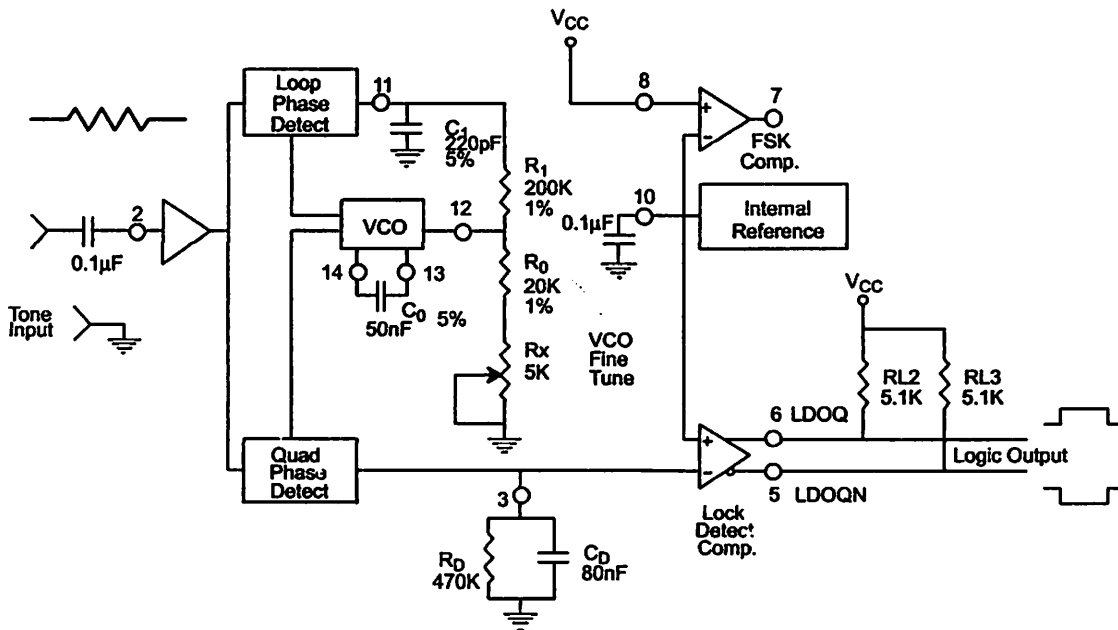 VCC
Loop
Phase
Detect
11
C1
220pF
5%
8
+
−
7
FSK
Comp.
R1
200K
1%
2
0.1µF
VCO
12
14
13
C0 5%
50nF
R0
20K
1%
10
0.1µF
Internal
Reference
Tone
Input
Rx
5K
VCO
Fine
Tune
VCC
RL2
5.1K
RL3
5.1K
6 LDOQ
+
−
Logic Output
5 LDOQN
Quad
Phase
Detect
3
Lock
Detect
Comp.
RD
470K
CD
80nF